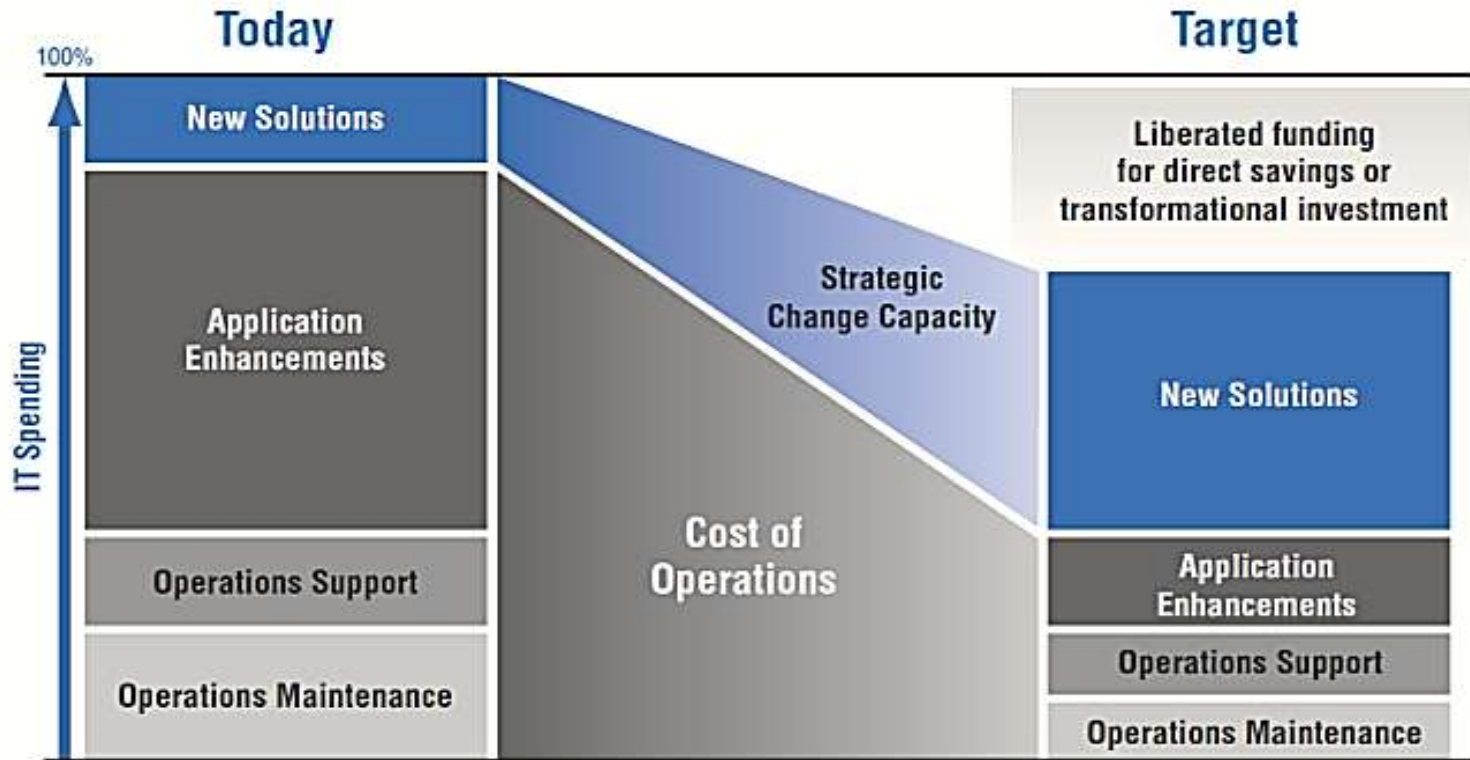 Today
Target
100%
IT Spending
New Solutions
Application
Enhancements
Operations Support
Operations Maintenance
Strategic
Change Capacity
Cost of
Operations
Liberated funding
for direct savings or
transformational investment
New Solutions
Application
Enhancements
Operations Support
Operations Maintenance